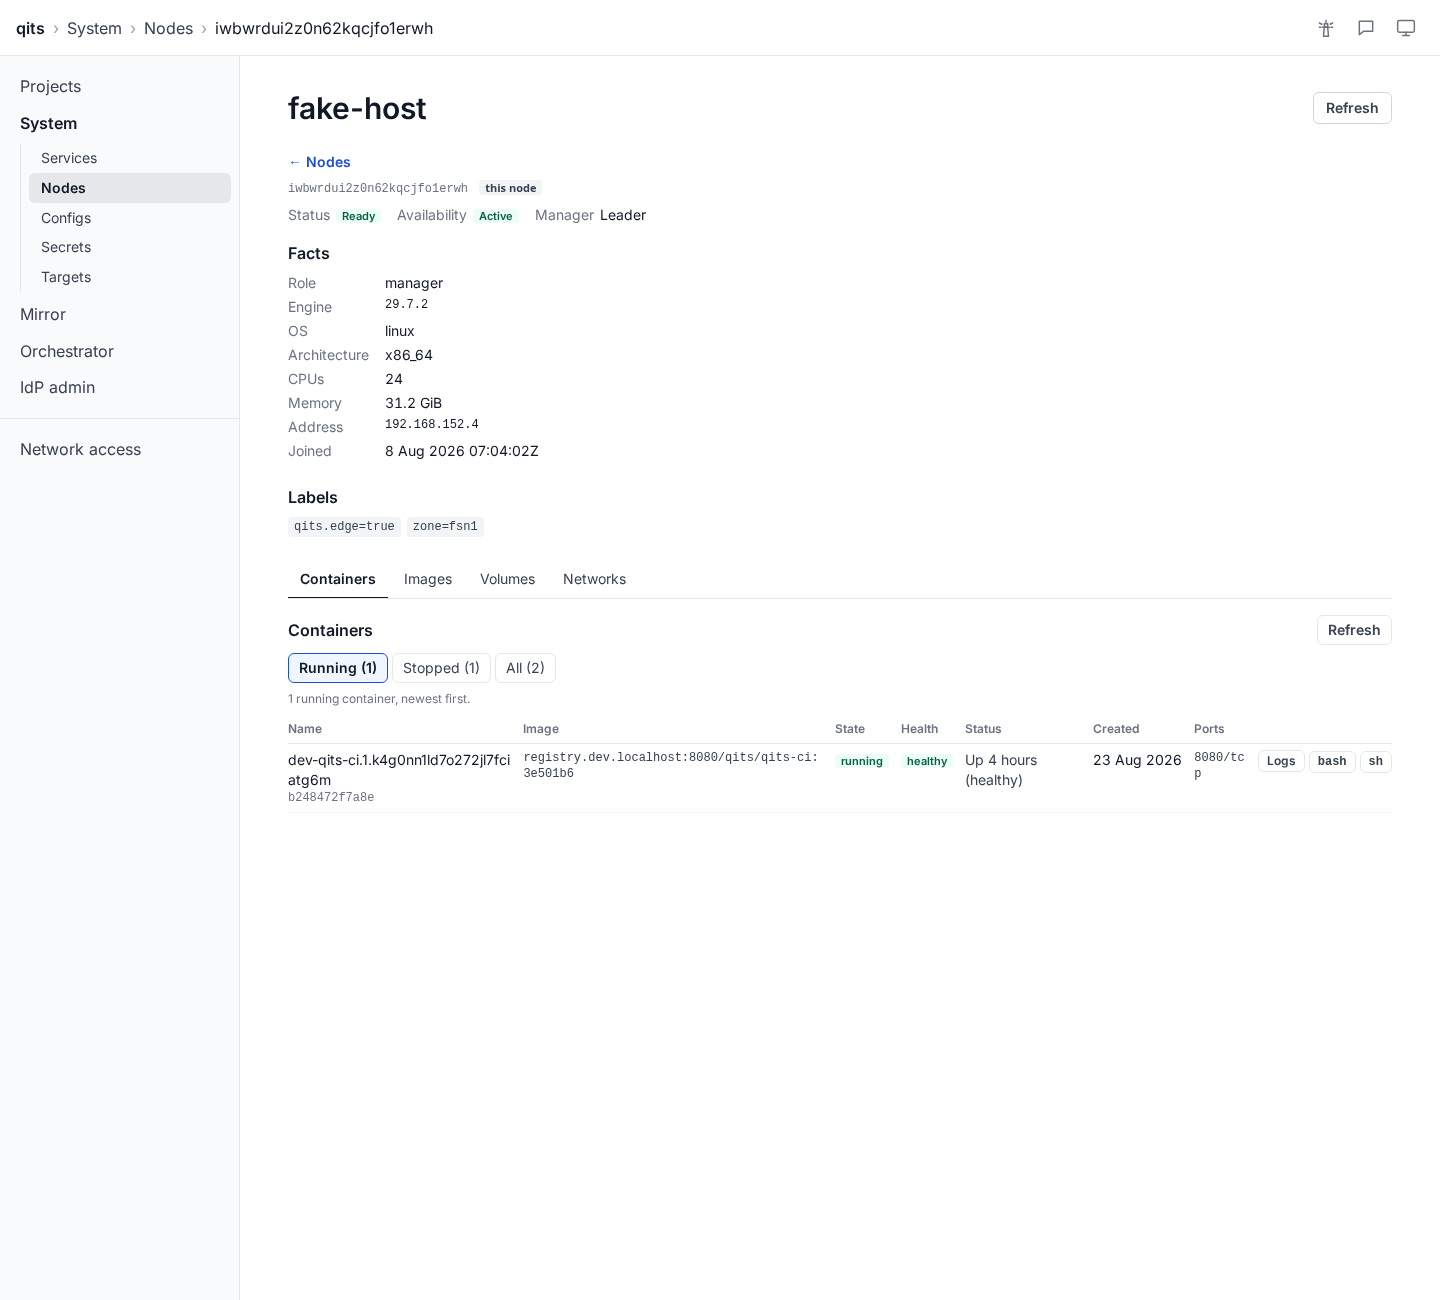 qits › System › Nodes › iwbwrdui2z0n62kqcjfo1erwh
Projects
System
Services
Nodes
Configs
Secrets
Targets
Mirror
Orchestrator
IdP admin
Network access
fake-host
Refresh
← Nodes
iwbwrdui2z0n62kqcjfo1erwh this node
Status Ready Availability Active Manager Leader
Facts
Role manager
Engine 29.7.2
OS linux
Architecture x86_64
CPUs 24
Memory 31.2 GiB
Address 192.168.152.4
Joined 8 Aug 2026 07:04:02Z
Labels
qits.edge=true zone=fsn1
Containers Images Volumes Networks
Containers
Refresh
Running (1) Stopped (1) All (2)
1 running container, newest first.
Name Image State Health Status Created Ports
dev-qits-ci.1.k4g0nn1ld7o272jl7fci registry.dev.localhost:8080/qits/qits-ci: running healthy Up 4 hours 23 Aug 2026 8080/tc Logs bash sh
atg6m 3e501b6 (healthy) p
b248472f7a8e